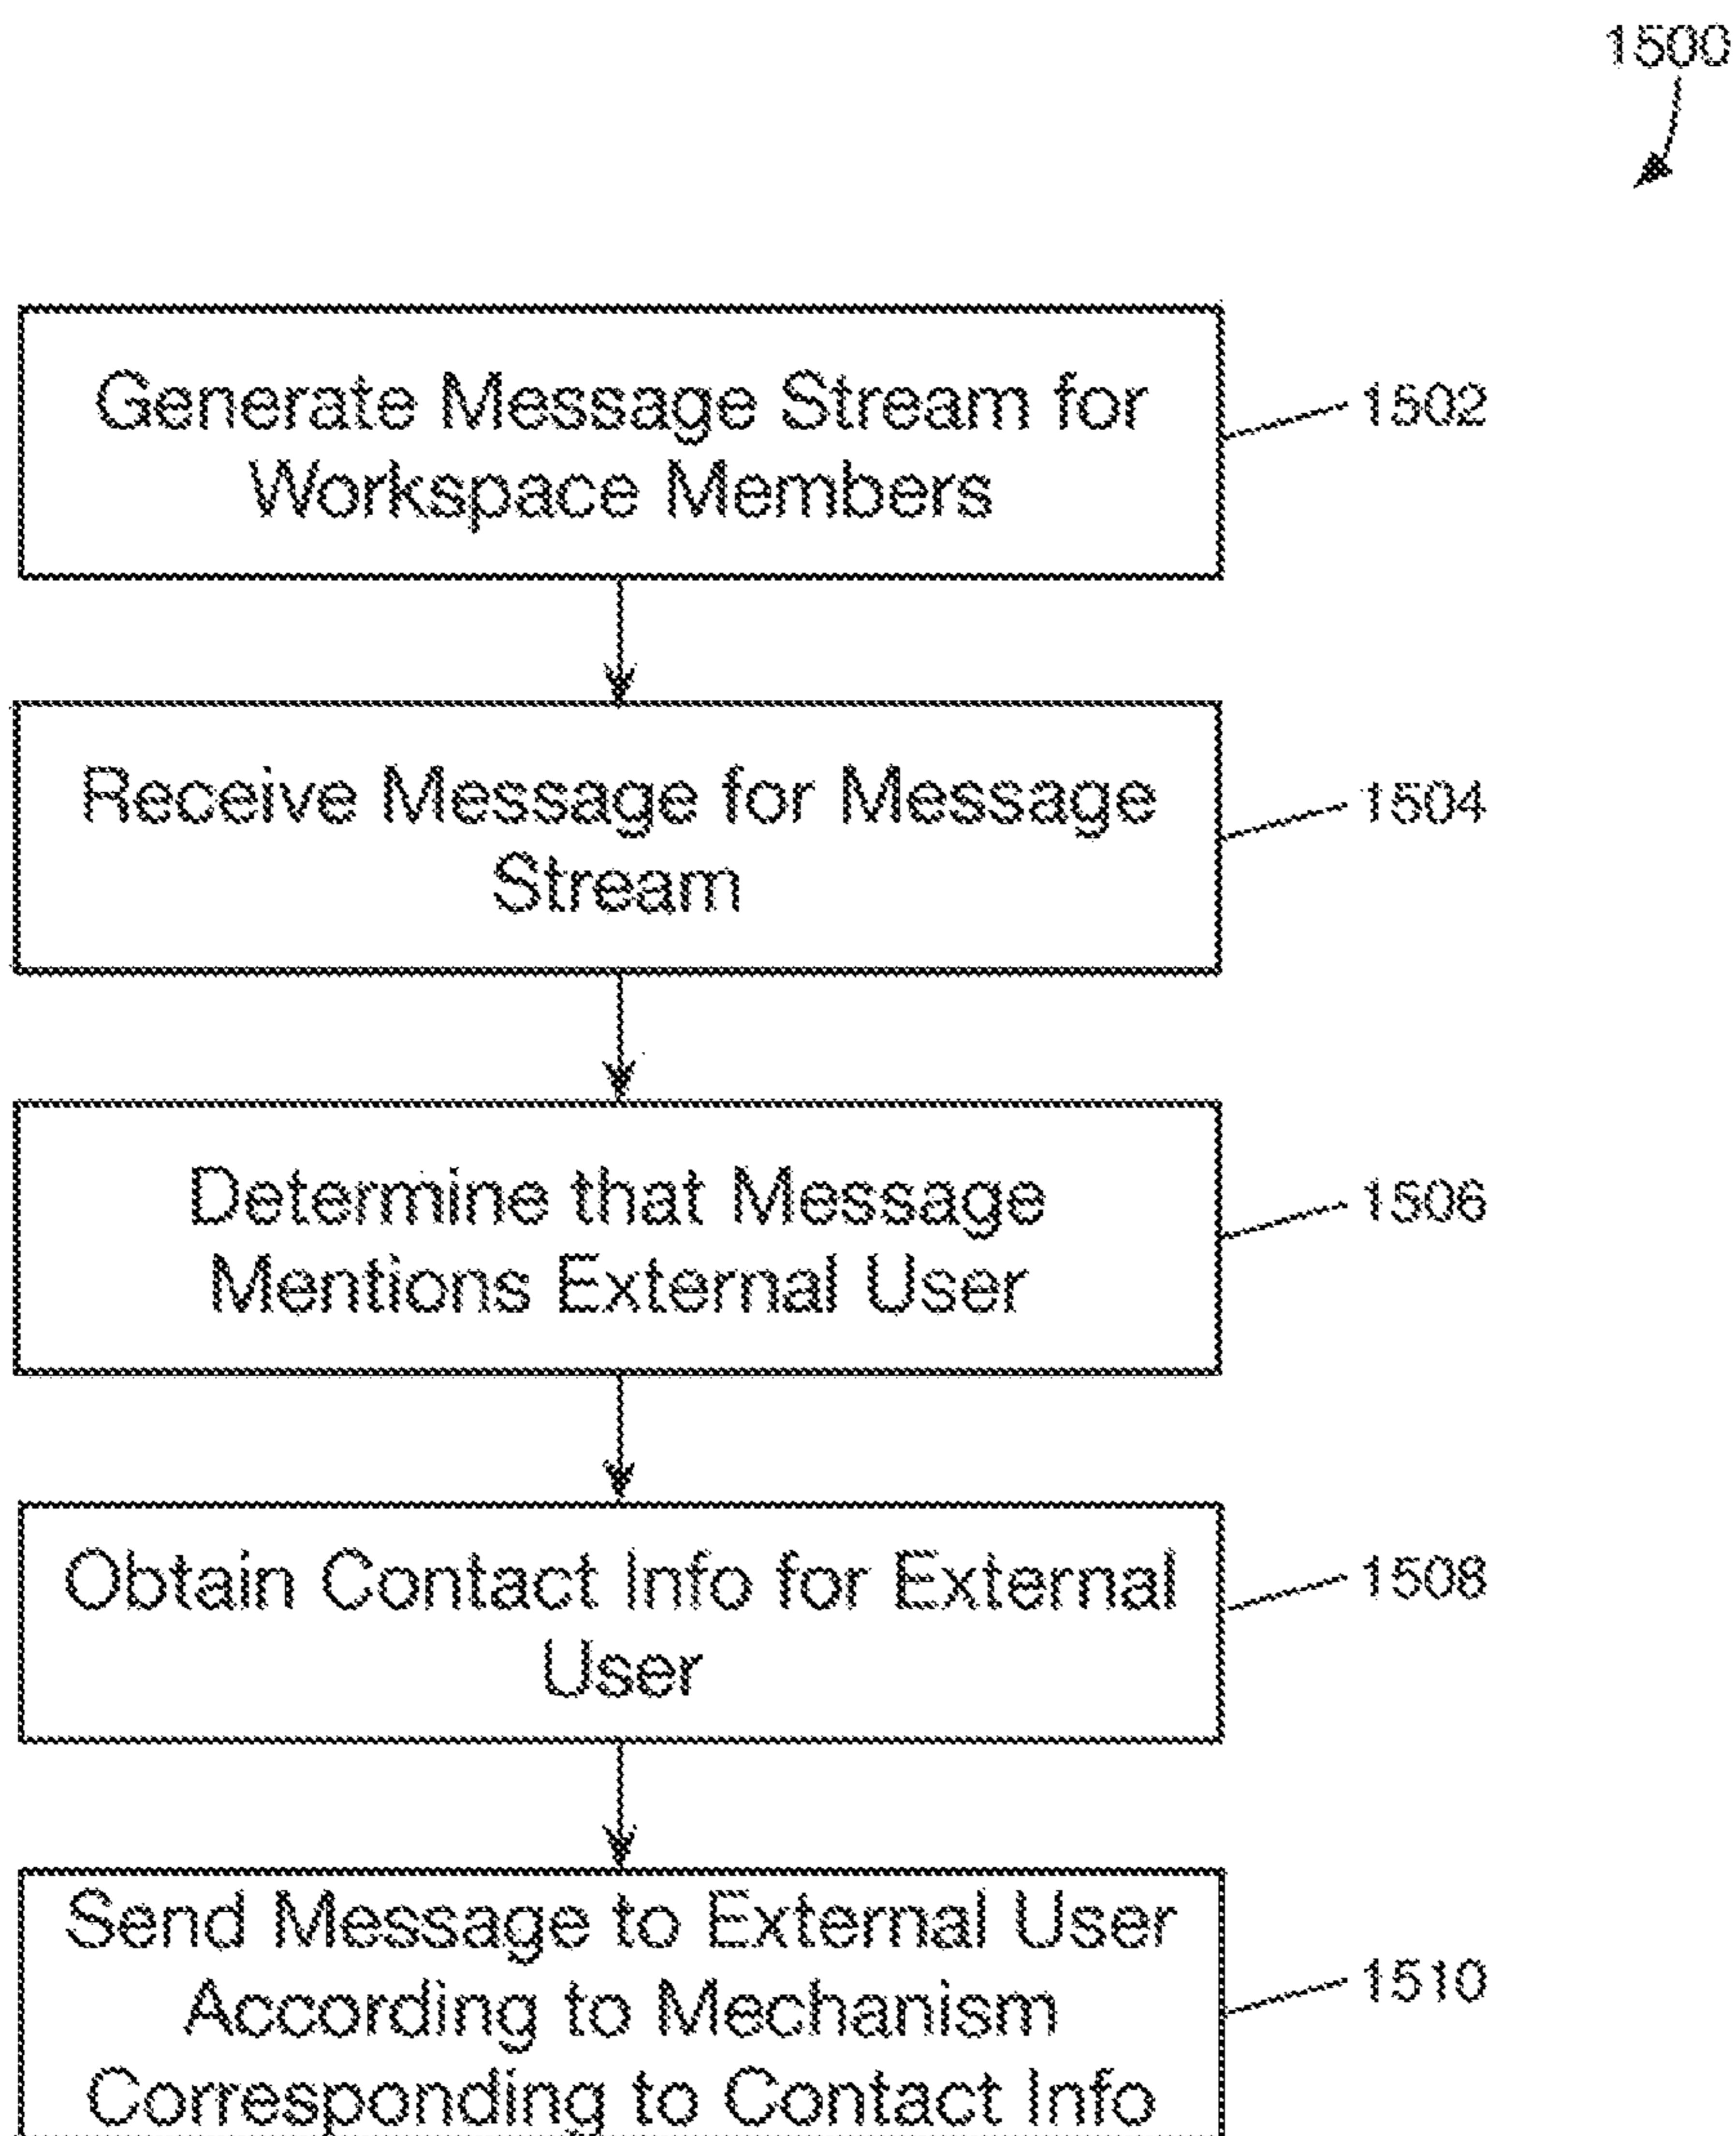 1500
Generate Message Stream for
Workspace Members
1502
Receive Message for Message
Stream
1504
Determine that Message
Mentions External User
1506
Obtain Contact Info for External
User
1508
Send Message to External User
According to Mechanism
Corresponding to Contact Info
1510